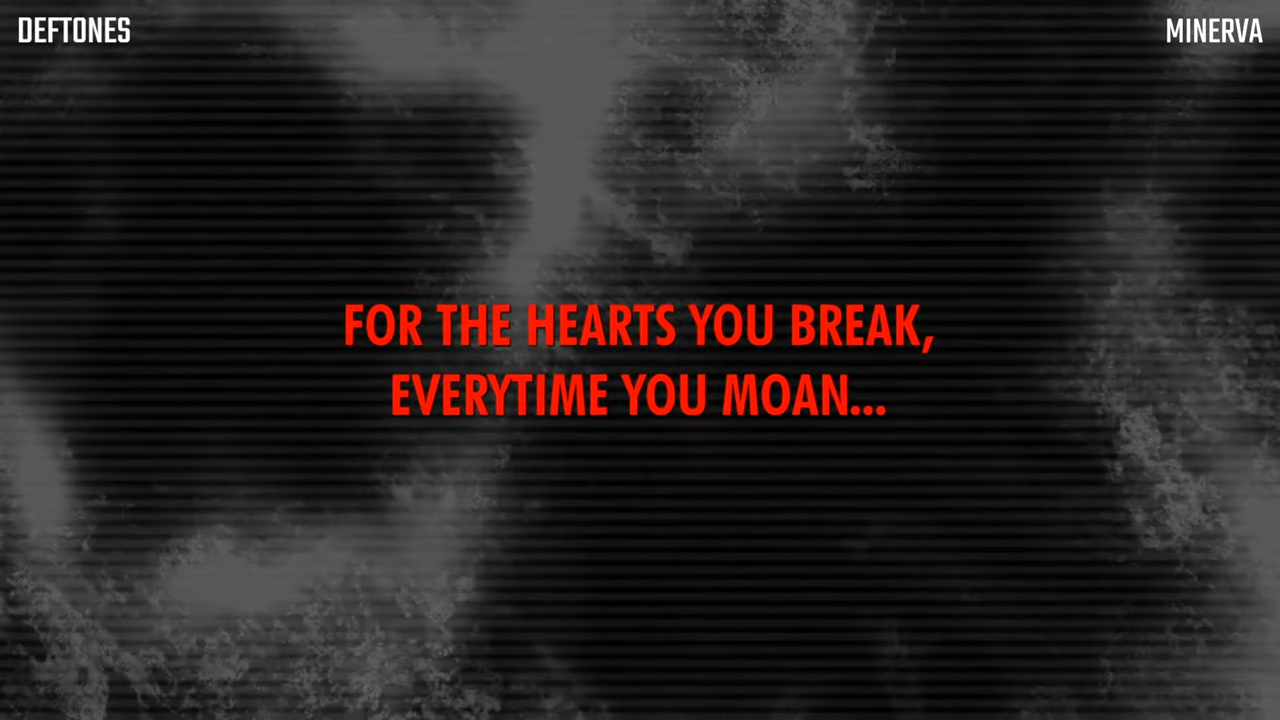 DEFTONES
MINERVA
FOR THE HEARTS YOU BREAK,
EVERYTIME YOU MOAN...